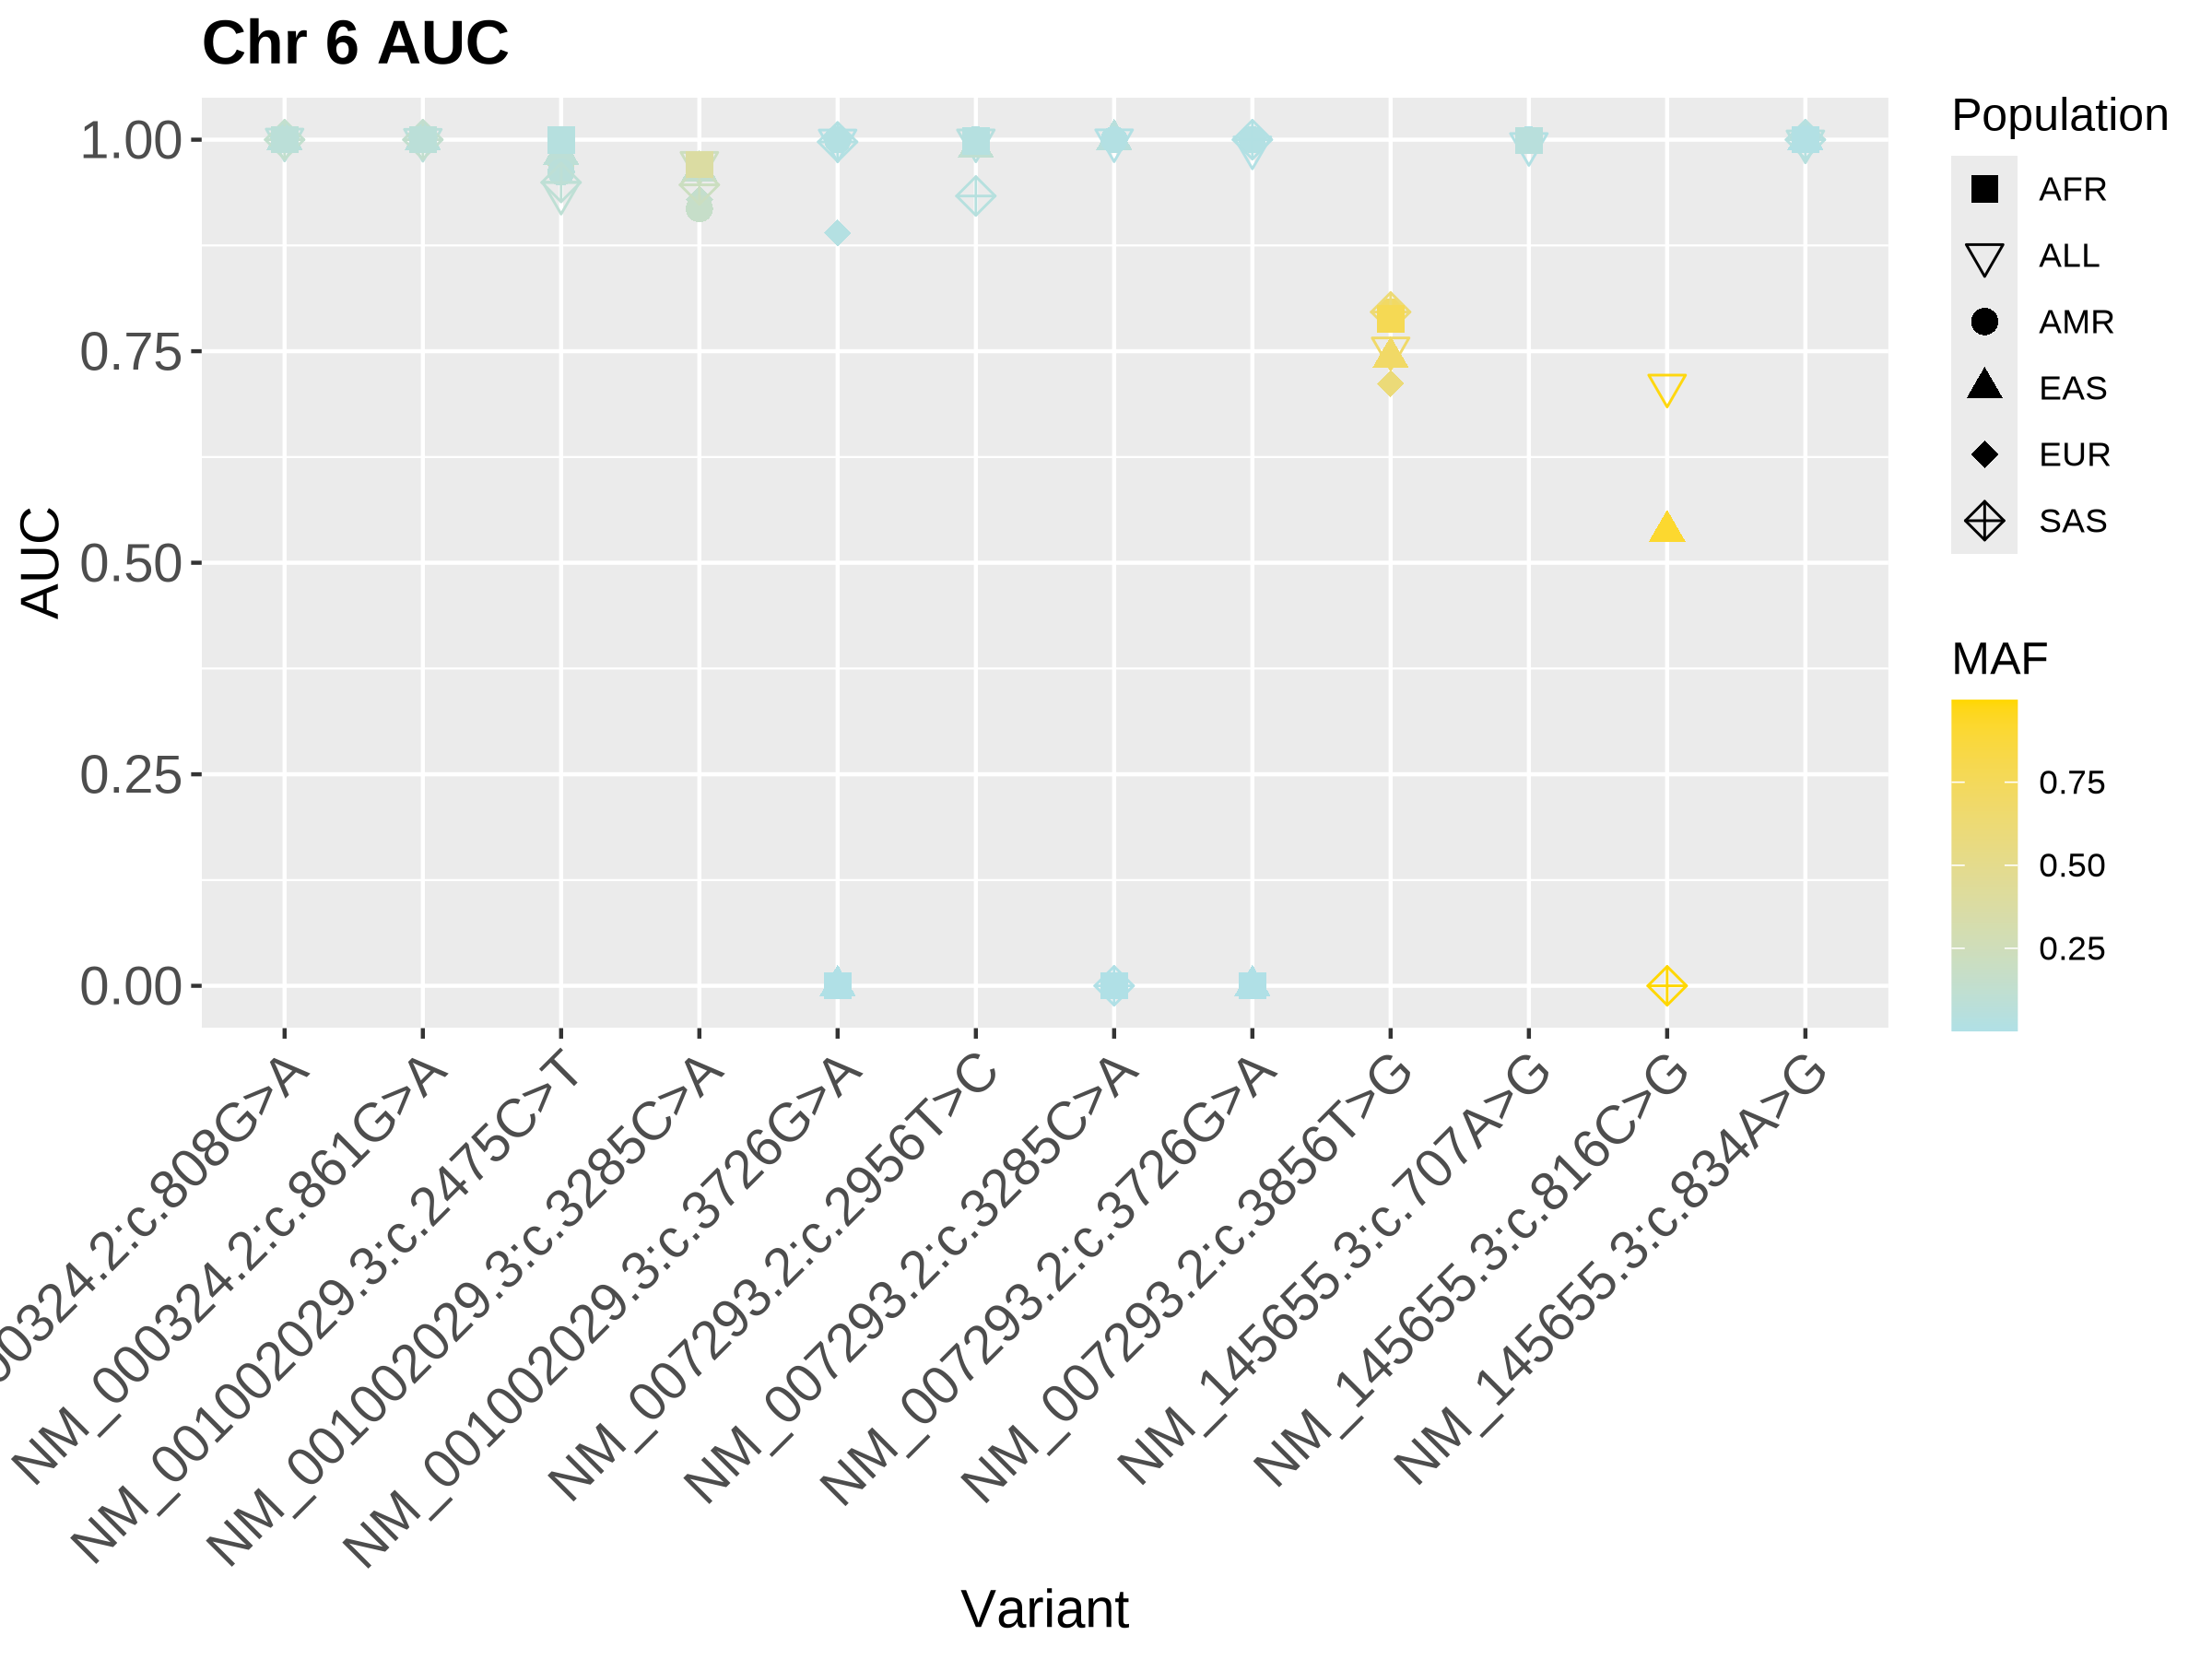 Chr 6 AUC
AUC
1.00
0.75
0.50
0.25
0.00
00324.2:c.808G>A
NM_000324.2:c.861G>A
NM_001002029.3:c.2475C>T
NM_001002029.3:c.3285C>A
NM_001002029.3:c.3726G>A
NM_007293.2:c.2956T>C
NM_007293.2:c.3285C>A
NM_007293.2:c.3726G>A
NM_007293.2:c.3856T>G
NM_145655.3:c.707A>G
NM_145655.3:c.816C>G
NM_145655.3:c.834A>G
Variant
Population
AFR
ALL
AMR
EAS
EUR
SAS
MAF
0.75
0.50
0.25